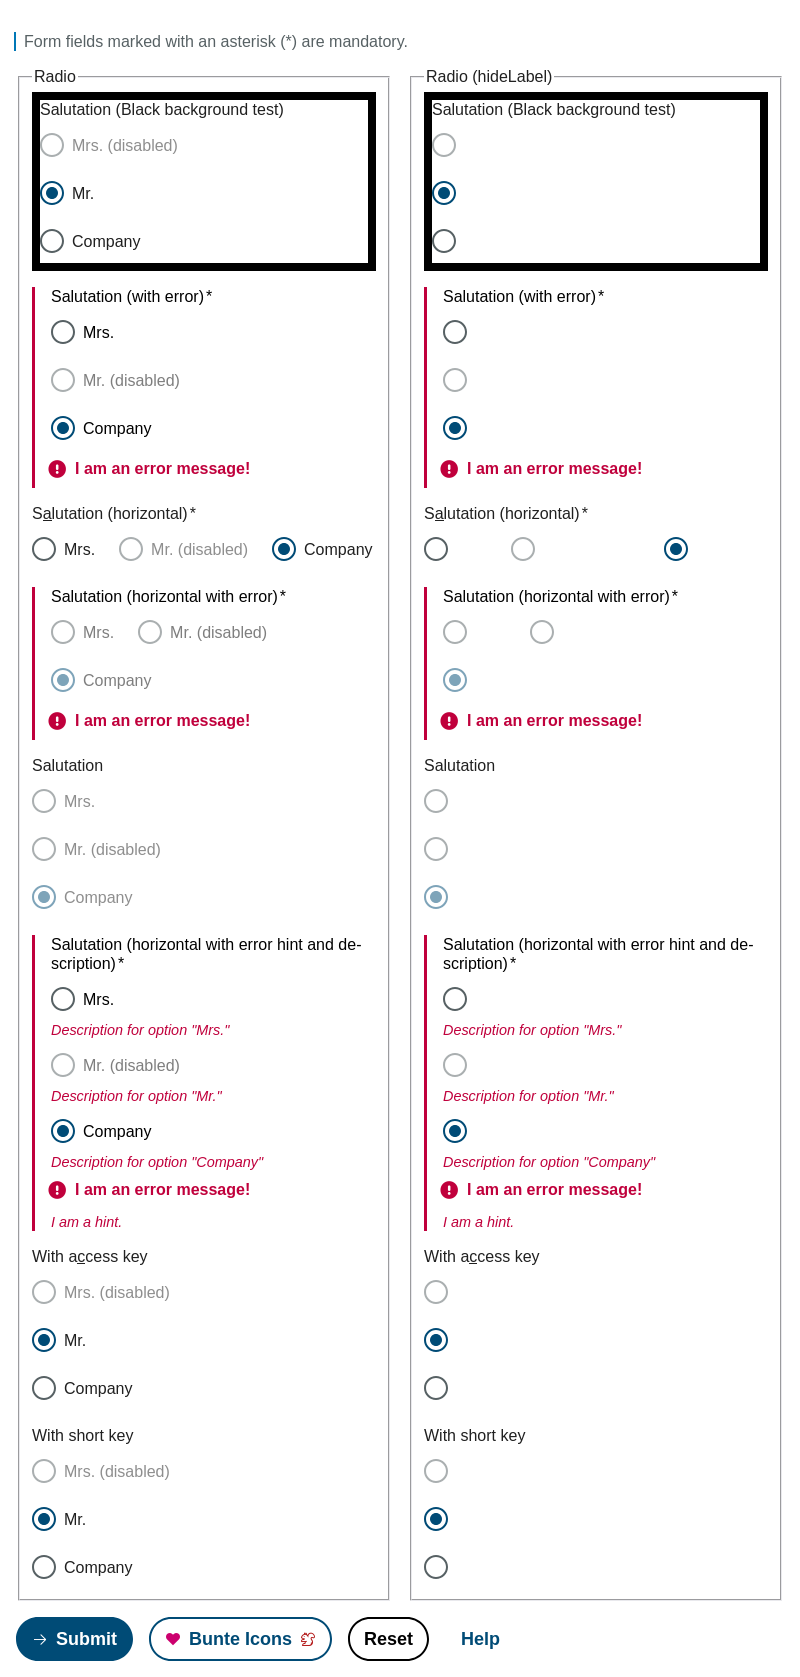 Form fields marked with an asterisk (*) are mandatory.
Radio
Salutation (Black background test)
Mrs. (disabled)
Mr.
Company
Salutation (with error)*
Mrs.
Mr. (disabled)
Company
I am an error message!
Salutation (horizontal)*
Mrs. Mr. (disabled) Company
Salutation (horizontal with error)*
Mrs. Mr. (disabled)
Company
I am an error message!
Salutation
Mrs.
Mr. (disabled)
Company
Salutation (horizontal with error hint and de-
scription)*
Mrs.
Description for option "Mrs."
Mr. (disabled)
Description for option "Mr."
Company
Description for option "Company"
I am an error message!
I am a hint.
With access key
Mrs. (disabled)
Mr.
Company
With short key
Mrs. (disabled)
Mr.
Company
Radio (hideLabel)
Salutation (Black background test)
Salutation (with error)*
I am an error message!
Salutation (horizontal)*
Salutation (horizontal with error)*
I am an error message!
Salutation
Salutation (horizontal with error hint and de-
scription)*
Description for option "Mrs."
Description for option "Mr."
Description for option "Company"
I am an error message!
I am a hint.
With access key
With short key
Submit Bunte Icons Reset Help